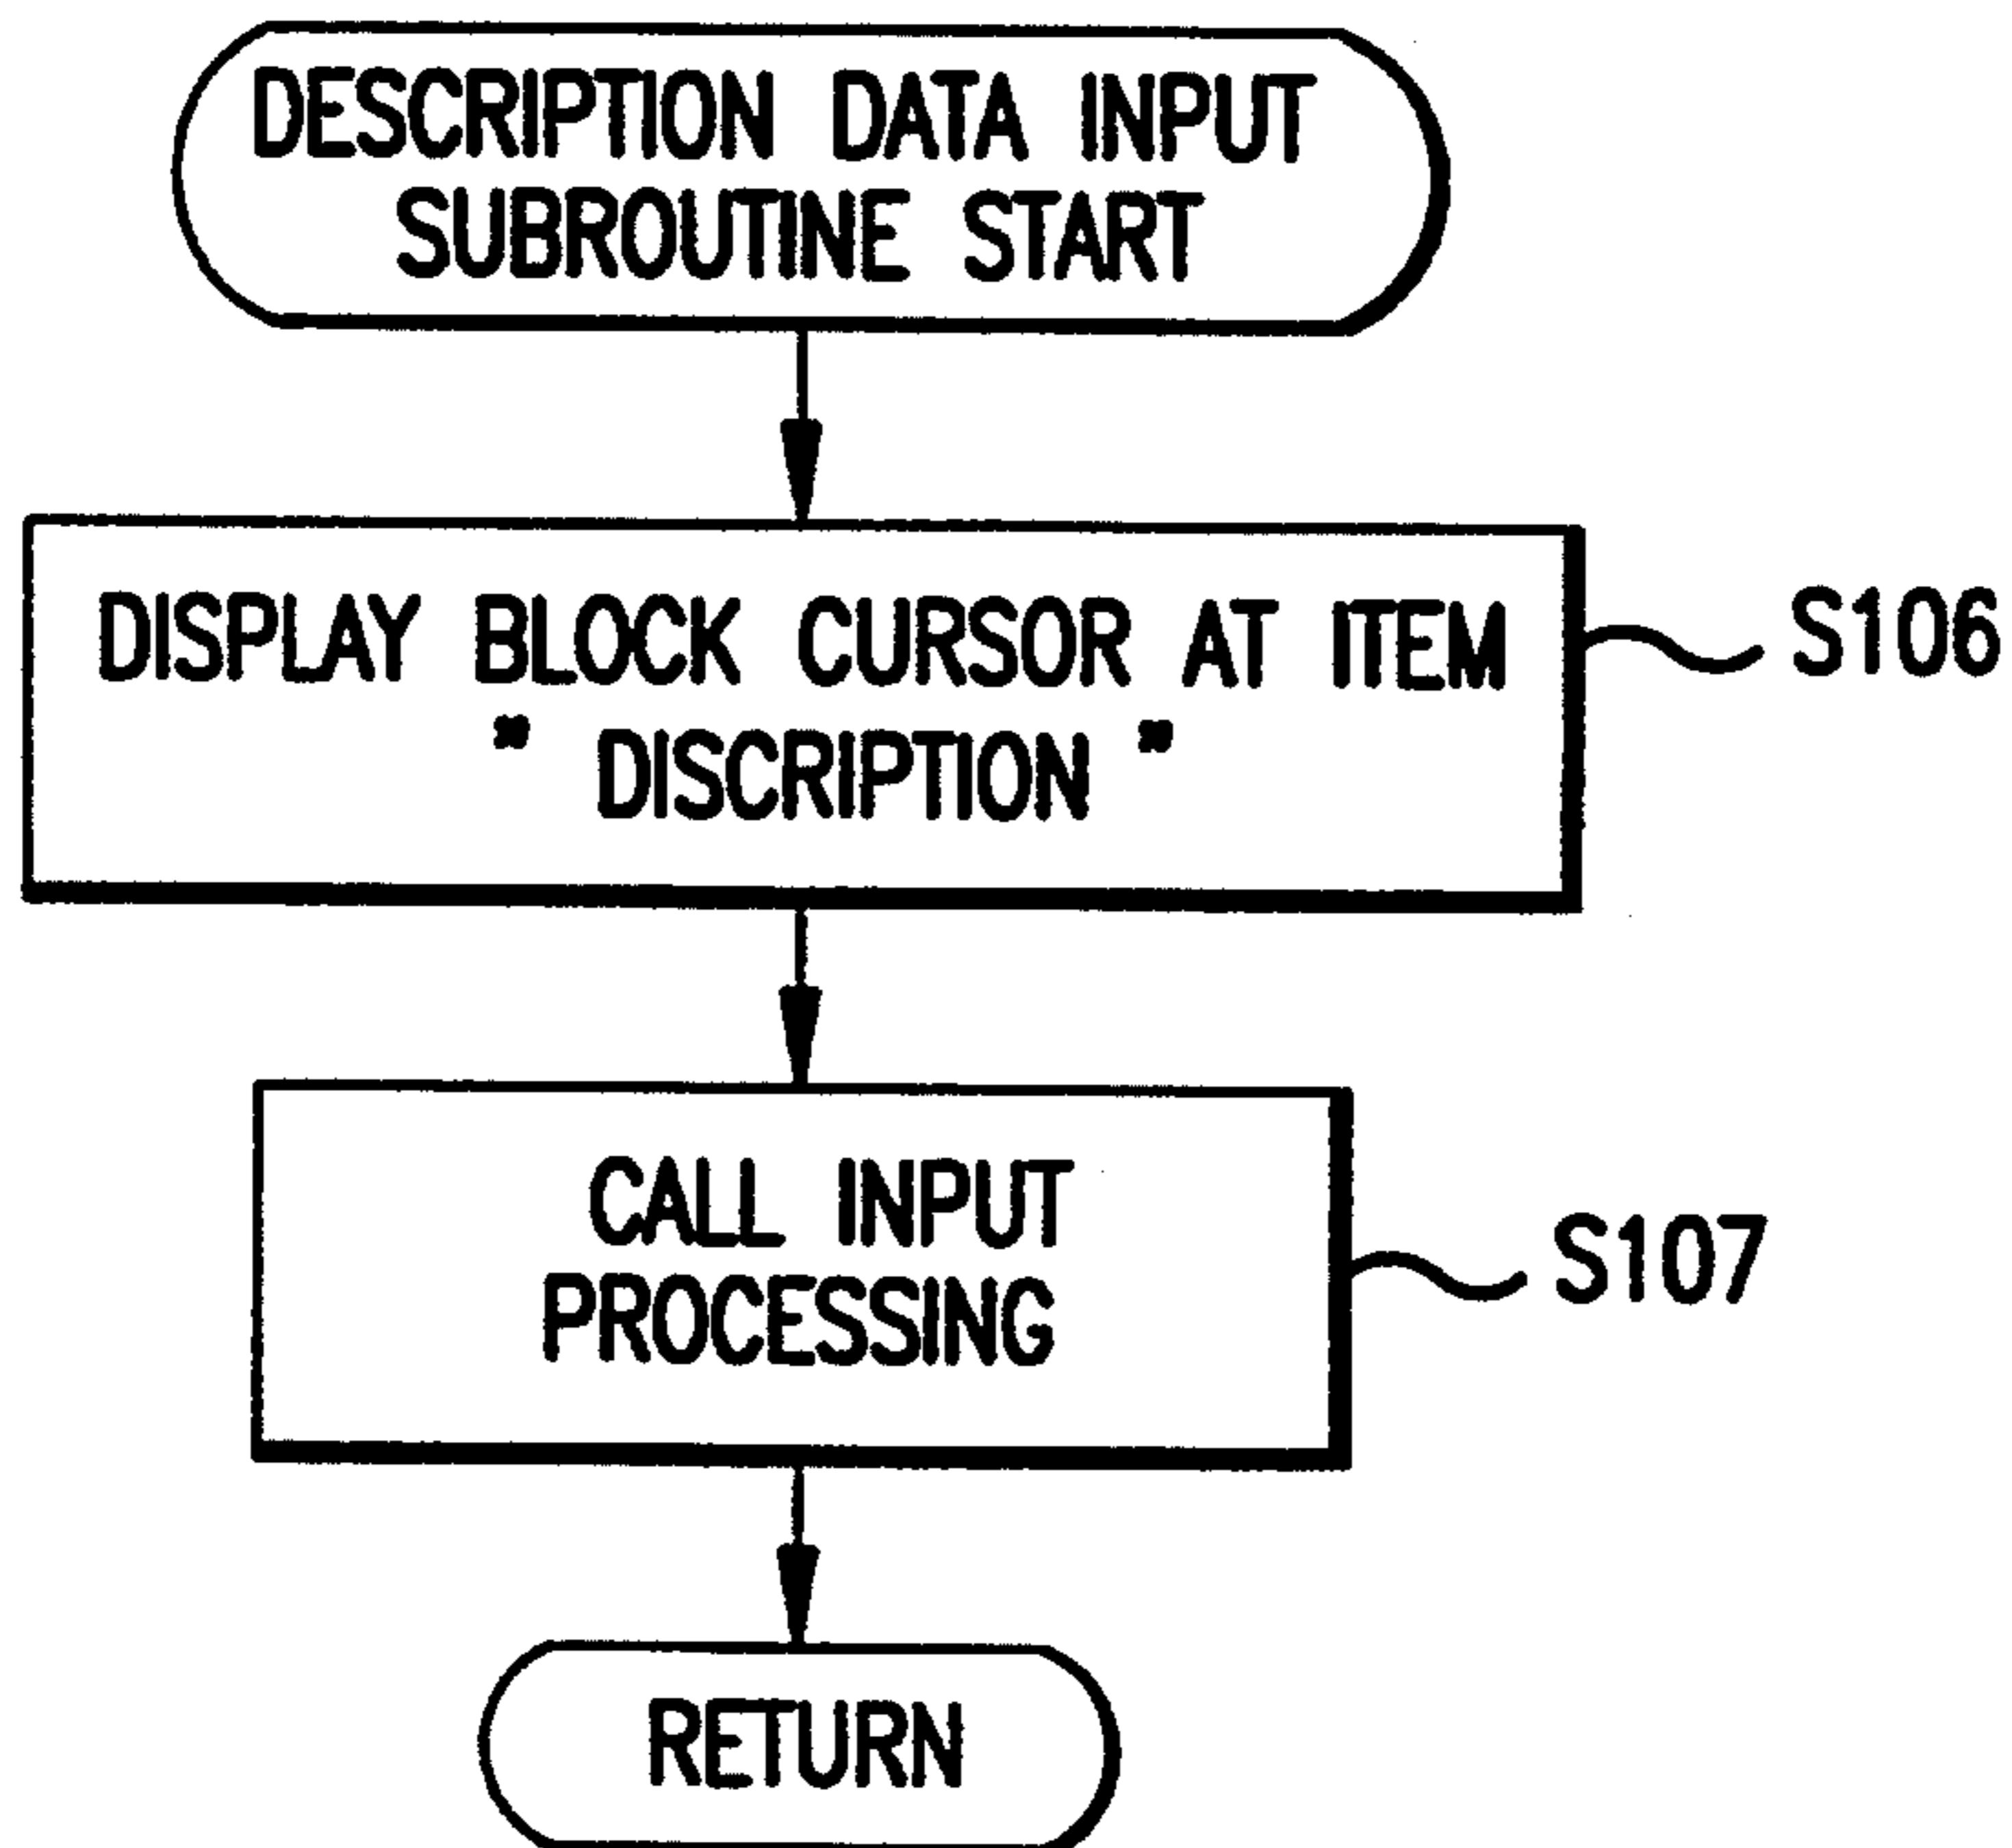 DESCRIPTION DATA INPUT
SUBROUTINE START
DISPLAY BLOCK CURSOR AT ITEM
" DISCRIPTION "
S106
CALL INPUT
PROCESSING
S107
RETURN